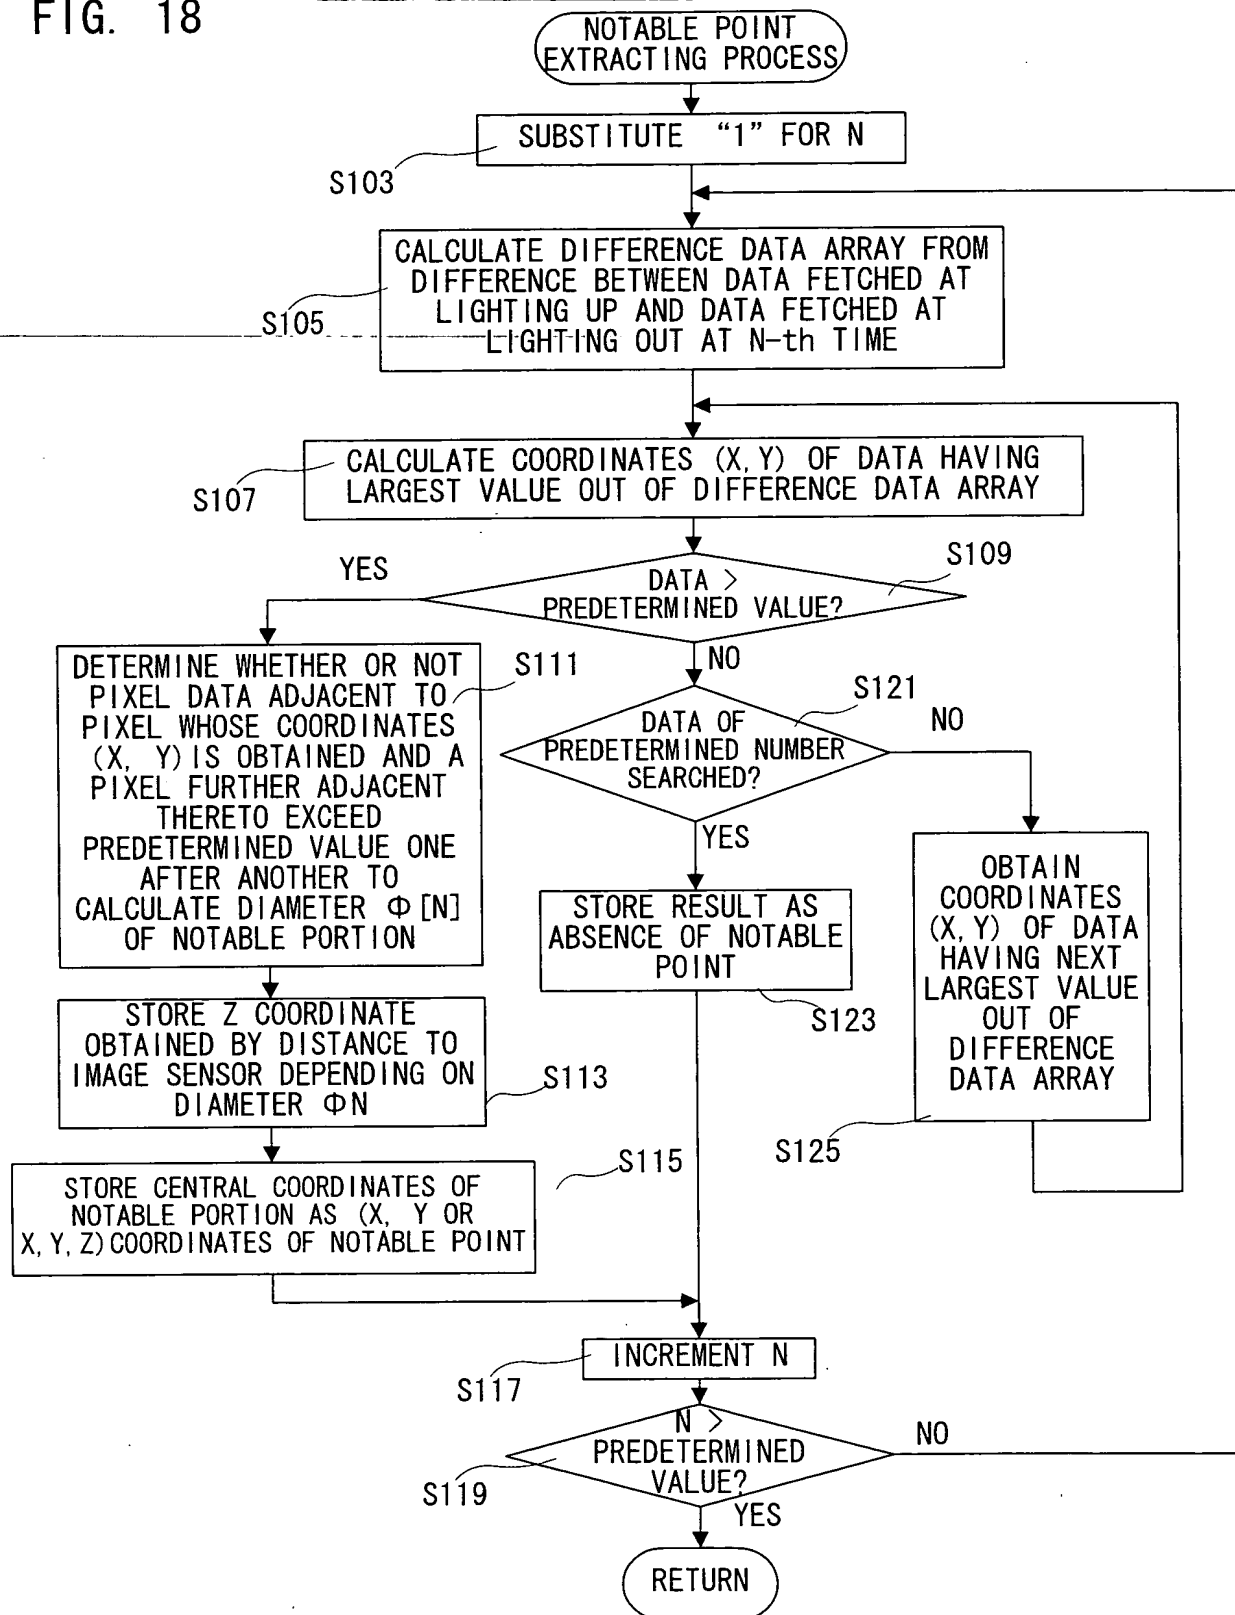 FIG. 18
NOTABLE POINT
EXTRACTING PROCESS
SUBSTITUTE “1” FOR N
S103
CALCULATE DIFFERENCE DATA ARRAY FROM
DIFFERENCE BETWEEN DATA FETCHED AT
LIGHTING UP AND DATA FETCHED AT
LIGHTING OUT AT N-th TIME
S105
CALCULATE COORDINATES (X, Y) OF DATA HAVING
LARGEST VALUE OUT OF DIFFERENCE DATA ARRAY
S107
DATA >
PREDETERMINED VALUE?
S109
YES
NO
DETERMINE WHETHER OR NOT
PIXEL DATA ADJACENT TO
PIXEL WHOSE COORDINATES
(X, Y) IS OBTAINED AND A
PIXEL FURTHER ADJACENT
THERETO EXCEED
PREDETERMINED VALUE ONE
AFTER ANOTHER TO
CALCULATE DIAMETER Φ [N]
OF NOTABLE PORTION
S111
DATA OF
PREDETERMINED NUMBER
SEARCHED?
S121
NO
YES
STORE RESULT AS
ABSENCE OF NOTABLE
POINT
S123
OBTAIN
COORDINATES
(X, Y) OF DATA
HAVING NEXT
LARGEST VALUE
OUT OF
DIFFERENCE
DATA ARRAY
S125
STORE Z COORDINATE
OBTAINED BY DISTANCE TO
IMAGE SENSOR DEPENDING ON
DIAMETER ΦN
S113
STORE CENTRAL COORDINATES OF
NOTABLE PORTION AS (X, Y OR
X, Y, Z) COORDINATES OF NOTABLE POINT
S115
INCREMENT N
S117
N >
PREDETERMINED
VALUE?
S119
NO
YES
RETURN